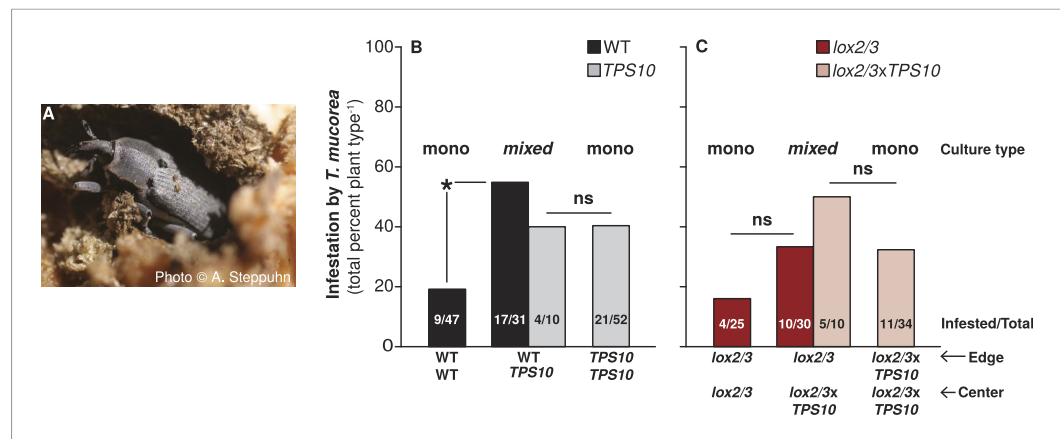 A
Photo © A. Steppuhn
Infestation by T. mucorea
(total percent plant type⁻¹)
100
80
60
40
20
0
B
WT
TPS10
mono
mixed
mono
*
ns
9/47
17/31
4/10
21/52
WT
WT
WT
TPS10
TPS10
TPS10
C
lox2/3
lox2/3xTPS10
mono
mixed
mono
Culture type
ns
ns
4/25
10/30
5/10
11/34
Infested/Total
lox2/3
lox2/3
lox2/3x
TPS10
←Edge
lox2/3
lox2/3x
TPS10
lox2/3x
TPS10
←Center